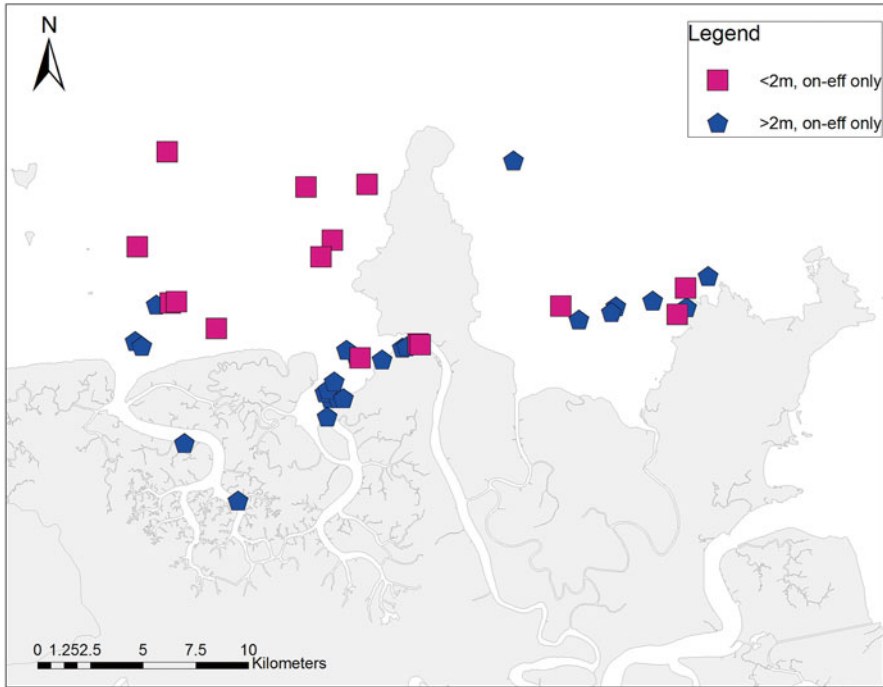 N
Legend
<2m, on-eff only
>2m, on-eff only
0 1.252.5 5 7.5 10
Kilometers